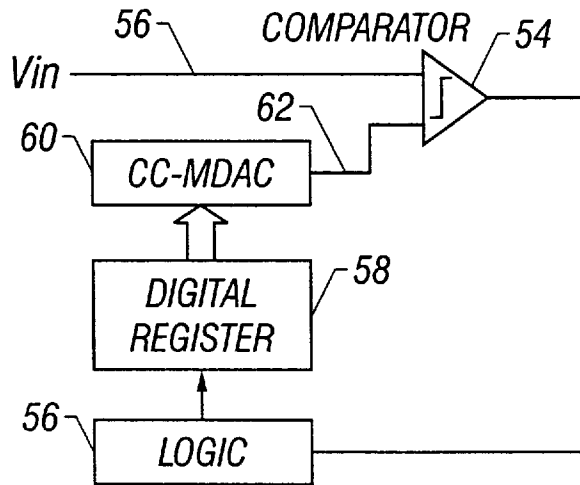 56
COMPARATOR
54
Vin
62
60
CC-MDAC
58
DIGITAL
REGISTER
56
LOGIC